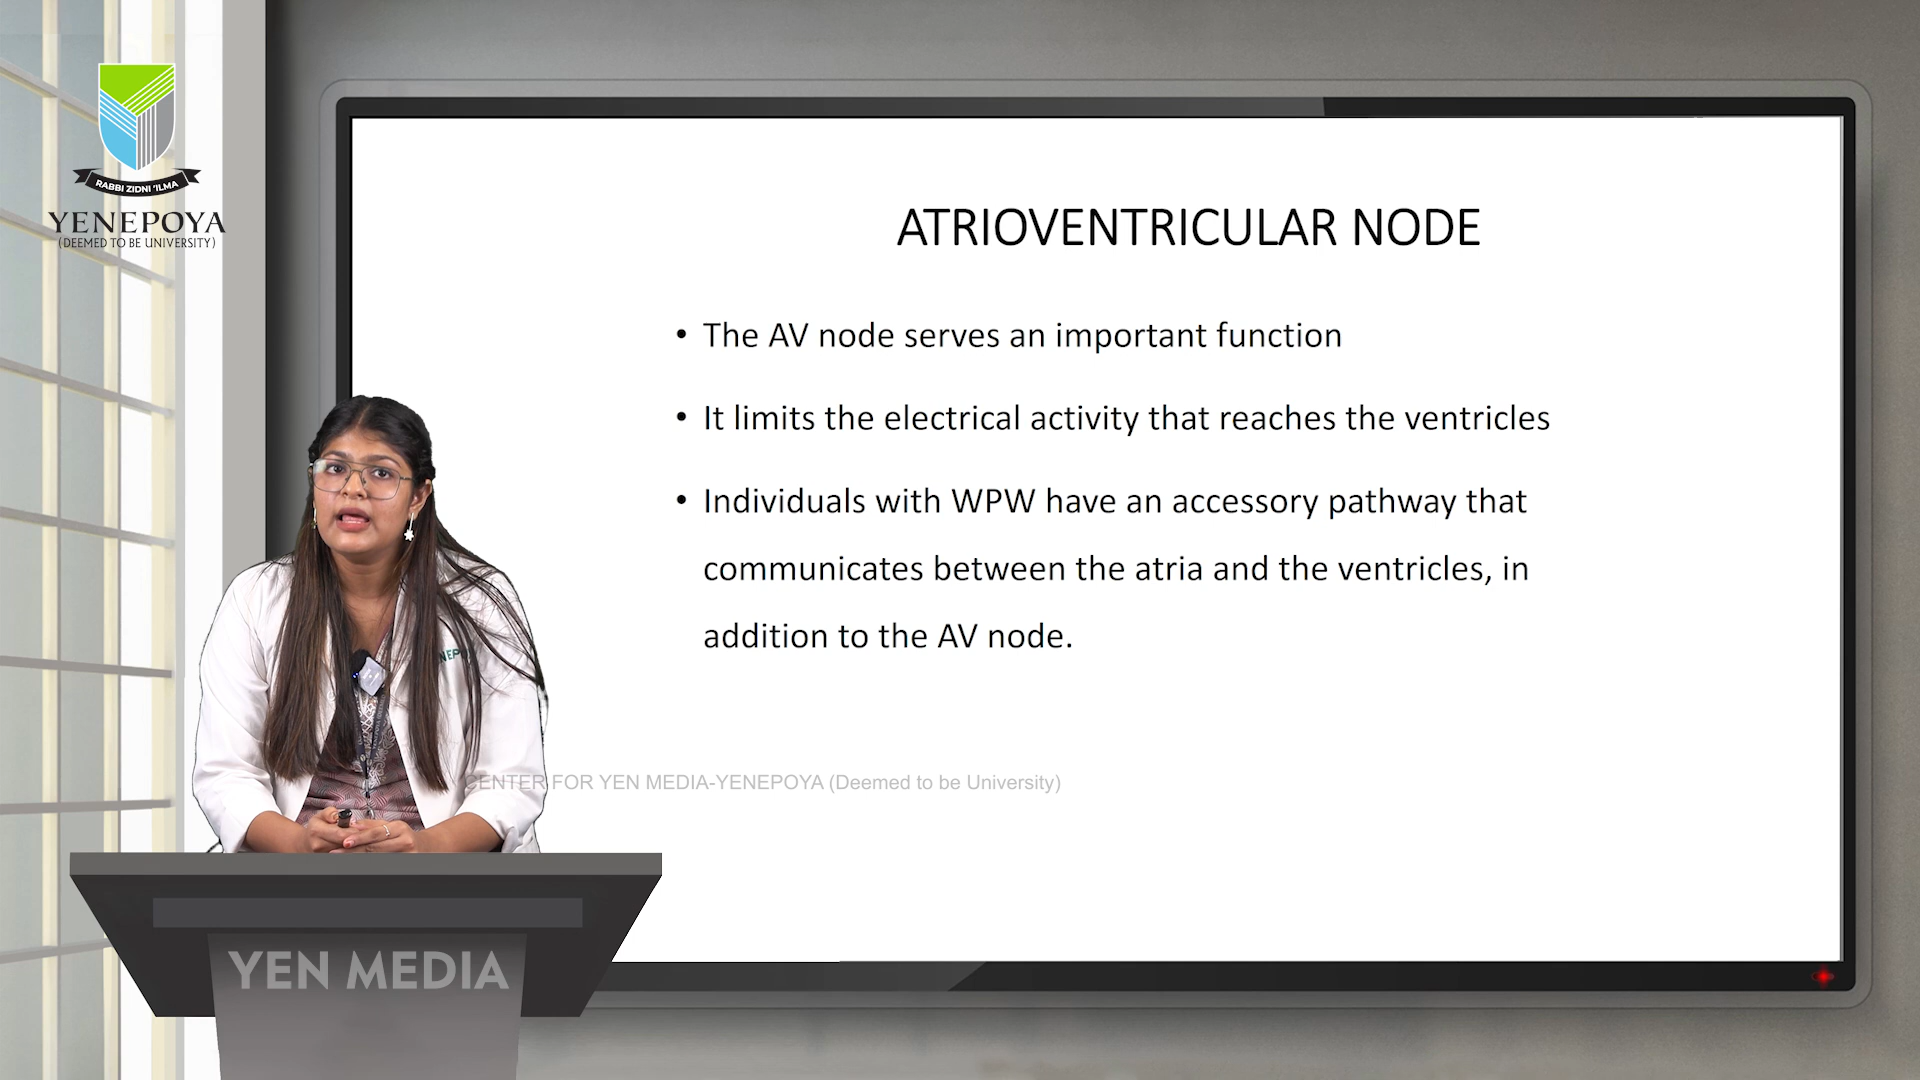 RABBI ZIDNI 'ILMA
YENEPOYA
(DEEMED TO BE UNIVERSITY)
ATRIOVENTRICULAR NODE
• The AV node serves an important function
• It limits the electrical activity that reaches the ventricles
• Individuals with WPW have an accessory pathway that
communicates between the atria and the ventricles, in
addition to the AV node.
CENTER FOR YEN MEDIA-YENEPOYA (Deemed to be University)
YEN MEDIA